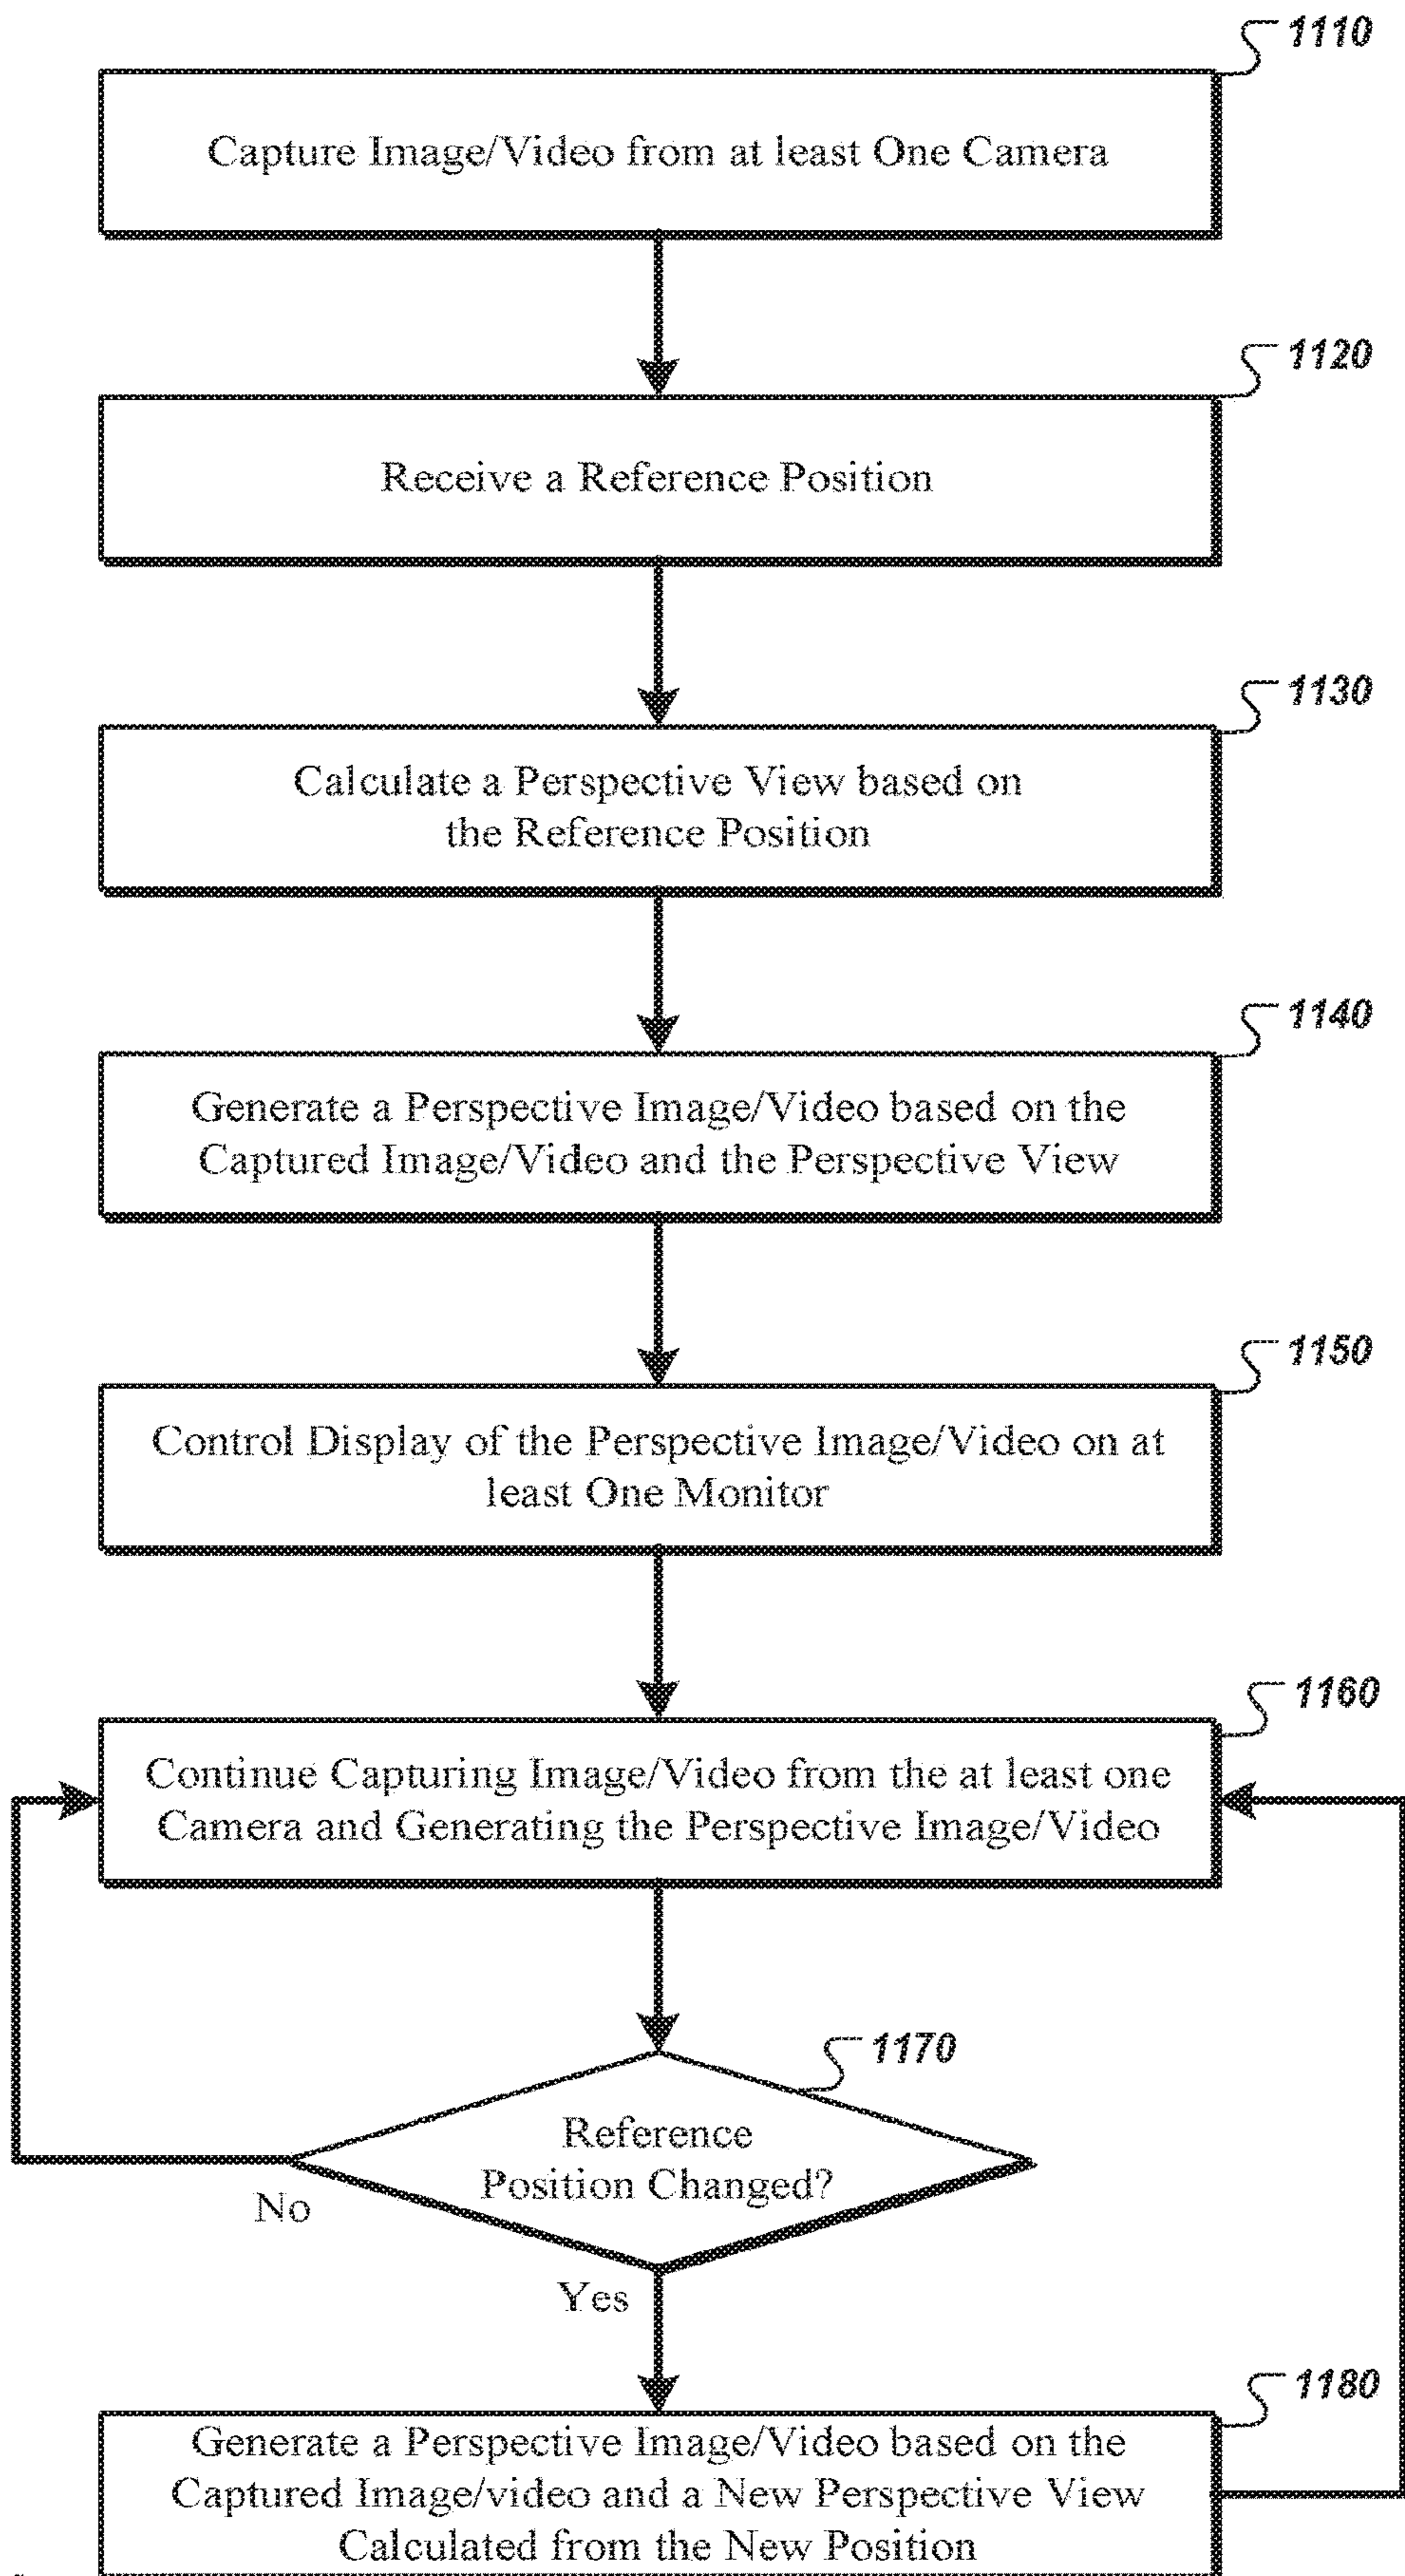 1110
Capture Image/Video from at least One Camera
1120
Receive a Reference Position
1130
Calculate a Perspective View based on
the Reference Position
1140
Generate a Perspective Image/Video based on the
Captured Image/Video and the Perspective View
1150
Control Display of the Perspective Image/Video on at
least One Monitor
1160
Continue Capturing Image/Video from the at least one
Camera and Generating the Perspective Image/Video
1170
Reference
Position Changed?
No
Yes
1180
Generate a Perspective Image/Video based on the
Captured Image/video and a New Perspective View
Calculated from the New Position